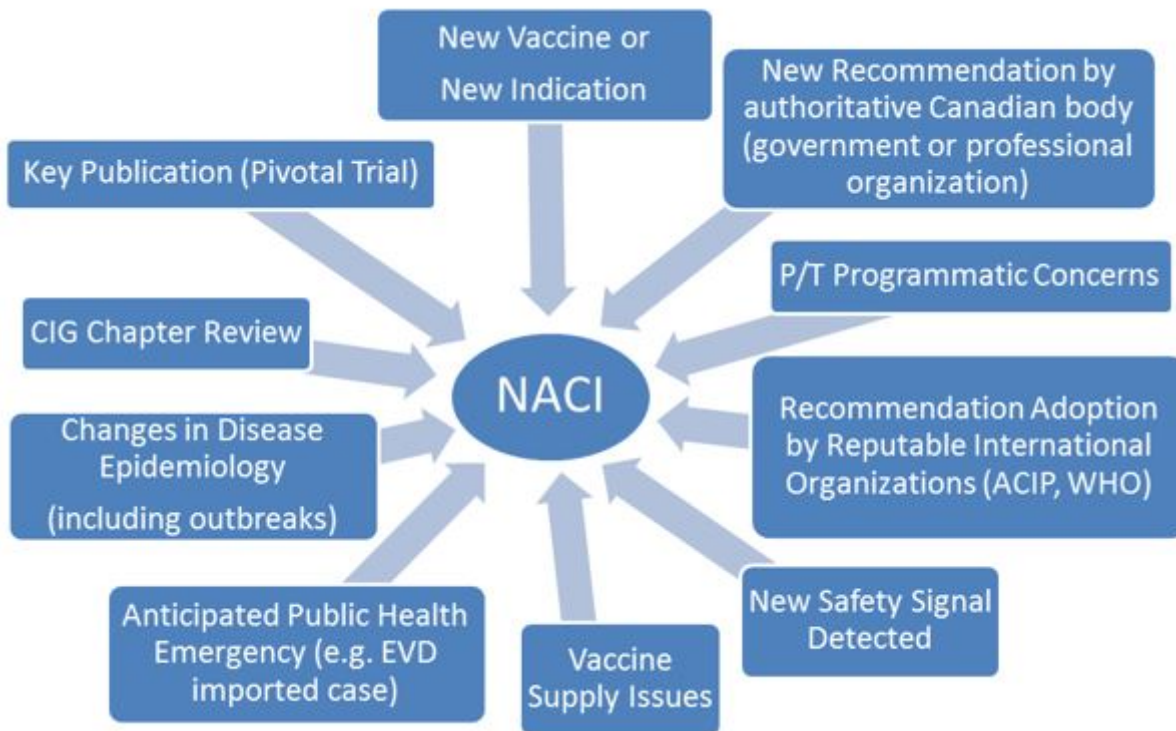 New Vaccine or
New Indication
New Recommendation by
authoritative Canadian body
(government or professional
organization)
Key Publication (Pivotal Trial)
P/T Programmatic Concerns
CIG Chapter Review
NACI
Recommendation Adoption
by Reputable International
Organizations (ACIP, WHO)
Changes in Disease
Epidemiology
(including outbreaks)
New Safety Signal
Detected
Anticipated Public Health
Emergency (e.g. EVD
imported case)
Vaccine
Supply Issues